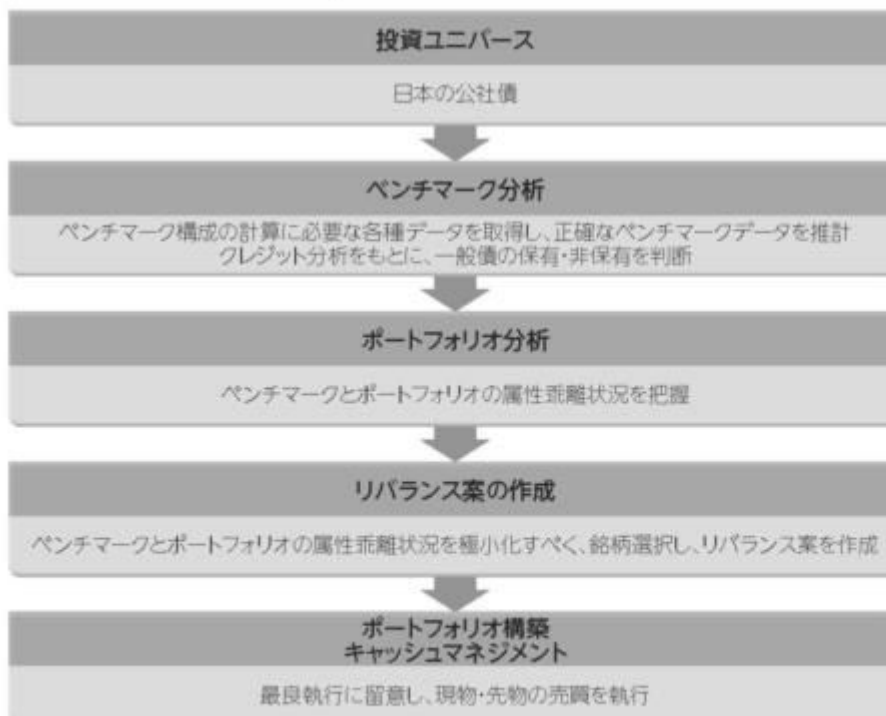 投資ユニバース
日本の公社債
ベンチマーク分析
ベンチマーク構成の計算に必要な各種データを取得し、正確なベンチマークデータを推計
クレジット分析をもとに、一般債の保有・非保有を判断
ポートフォリオ分析
ベンチマークとポートフォリオの属性乖離状況を把握
リバランス案の作成
ベンチマークとポートフォリオの属性乖離状況を極小化すべく、銘柄選択し、リバランス案を作成
ポートフォリオ構築
キャッシュマネジメント
最良執行に留意し、現物・先物の売買を執行